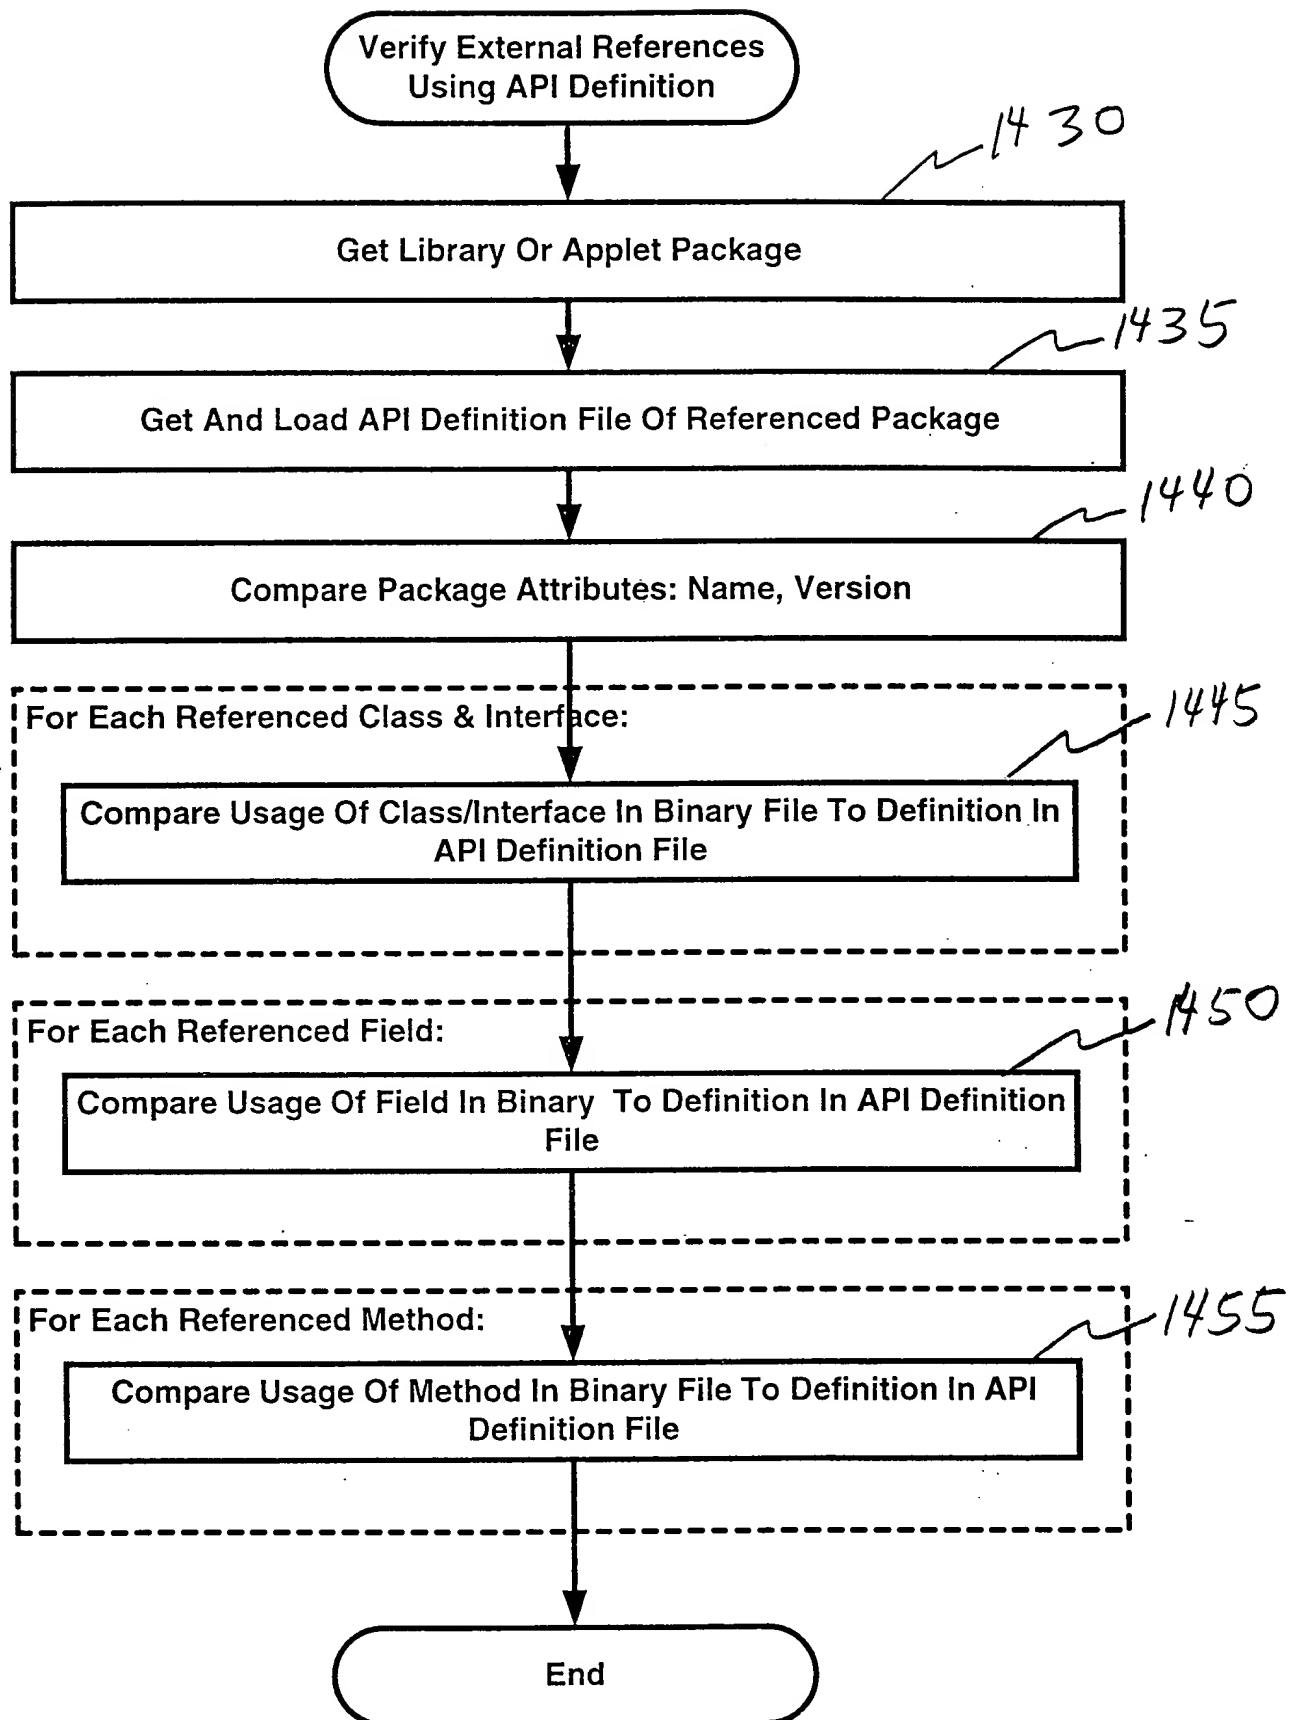 Verify External References
Using API Definition
1430
Get Library Or Applet Package
1435
Get And Load API Definition File Of Referenced Package
1440
Compare Package Attributes: Name, Version
For Each Referenced Class & Interface:
1445
Compare Usage Of Class/Interface In Binary File To Definition In
API Definition File
For Each Referenced Field:
1450
Compare Usage Of Field In Binary To Definition In API Definition
File
For Each Referenced Method:
1455
Compare Usage Of Method In Binary File To Definition In API
Definition File
End